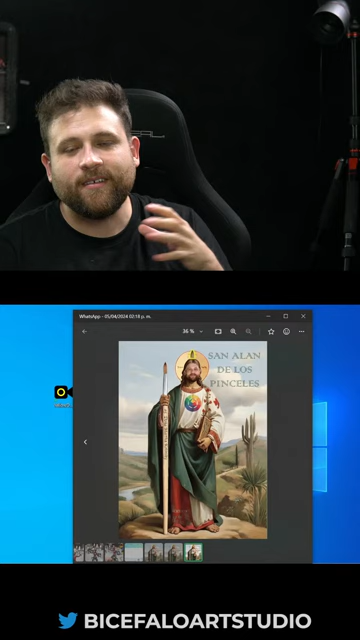 WhatsApp - 05/04/2024 02:18 p. m.
36 %
SAN ALAN
DE LOS
PINCELES
BICEFALOARTSTUDIO